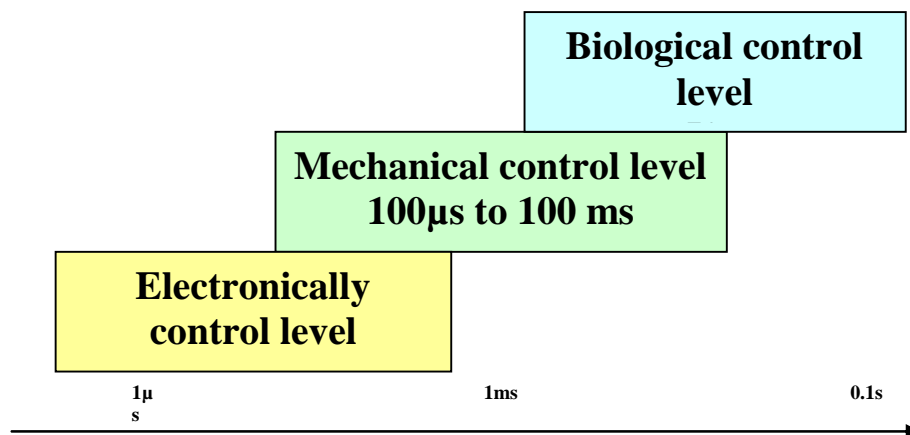 Biological control
level
Mechanical control level
100µs to 100 ms
Electronically
control level
1µ
s
1ms
0.1s